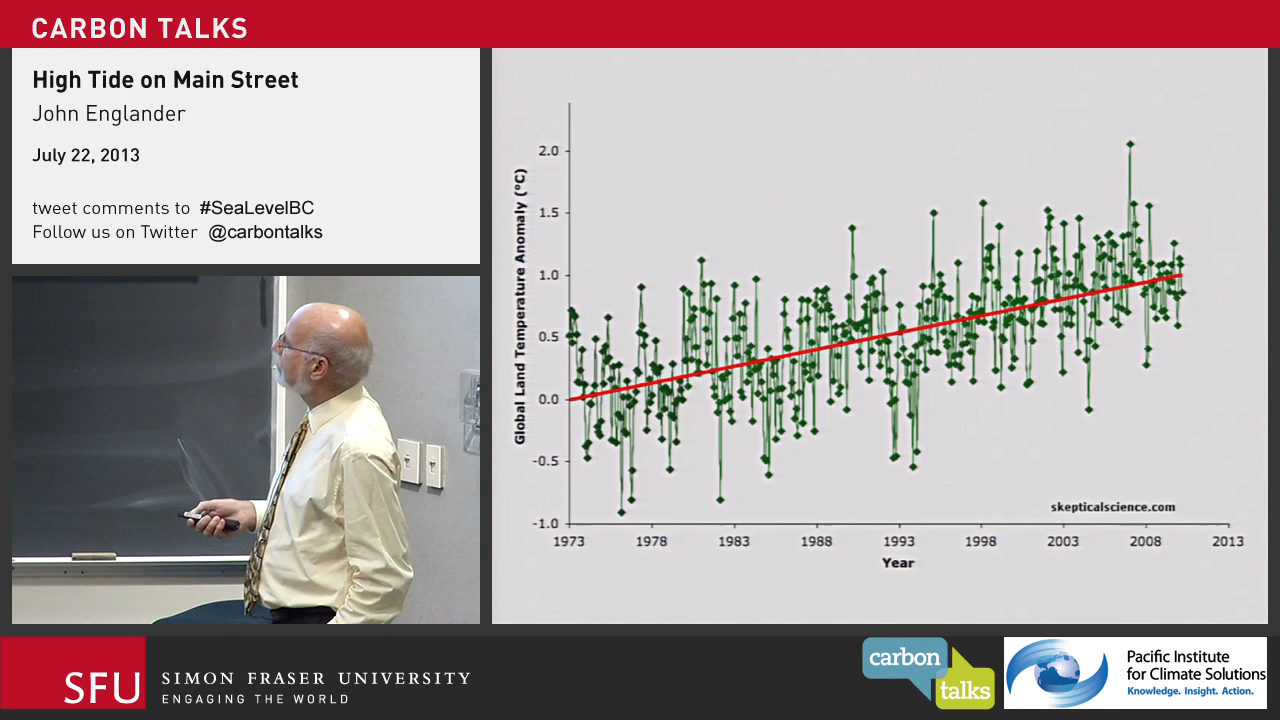 CARBON TALKS
High Tide on Main Street
John Englander
July 22, 2013
tweet comments to #SeaLevelBC
Follow us on Twitter @carbontalks
Global Land Temperature Anomaly (°C)
2.0
1.5
1.0
0.5
0.0
-0.5
-1.0
skepticalscience.com
1973 1978 1983 1988 1993 1998 2003 2008 2013
Year
SFU
SIMON FRASER UNIVERSITY
ENGAGING THE WORLD
carbon
talks
Pacific Institute
for Climate Solutions
Knowledge. Insight. Action.